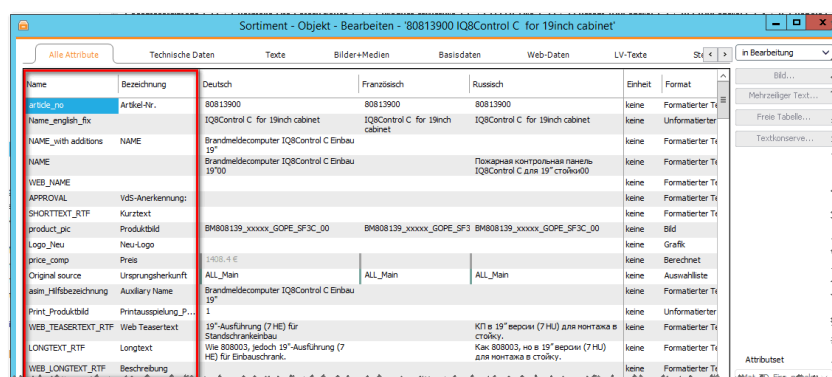 Sortiment - Objekt - Bearbeiten - '80813900 IQ8Control C for 19inch cabinet'
Alle Attribute Technische Daten Texte Bilder+Medien Basisdaten Web-Daten LV-Texte in Bearbeitung
Bild...
Name Bezeichnung Deutsch Französisch Russisch Einheit Format
Mehrzeiliger Text...
article_no Artikel-Nr. 80813900 80813900 80813900 keine Formatierter Te
Name_english_fix IQ8Control C for 19inch cabinet IQ8Control C for 19inch IQ8Control C for 19inch cabinet keine Unformatierter
cabinet
Freie Tabelle...
NAME_with additions NAME Brandmeldecomputer IQ8Control C Einbau keine Formatierter Te
19"
Textkonserve...
NAME Brandmeldecomputer IQ8Control C Einbau Пожарная контрольная панель keine Formatierter Te
19"00 IQ8Control C для 19" стойки00
WEB_NAME keine Formatierter Te
APPROVAL VdS-Anerkennung: keine Formatierter Te
SHORTTEXT_RTF Kurztext keine Formatierter Te
product_pic Produktbild BM808139_xxxxx_GOPE_SF3C_00 BM808139_xxxxx_GOPE_SF3 BM808139_xxxxx_GOPE_SF3C_00 keine Bild
Logo_Neu Neu-Logo keine Grafik
price_comp Preis 1408.4 € keine Berechnet
Original source Ursprungsherkunft ALL_Main ALL_Main ALL_Main keine Auswahlliste
asim_Hilfsbezeichnung Auxiliary Name Brandmeldecomputer IQ8Control C Einbau keine Formatierter Te
19"
Print_Produktbild Printausspielung_P... 1 keine Unformatierter
WEB_TEASERTEXT_RTF Web Teasertext 19"-Ausführung (7 HE) für КП в 19" версии (7 HU) для монтажа в keine Formatierter Te
Standschrankeinbau стойку.
LONGTEXT_RTF Longtext Wie 808003, jedoch 19"-Ausführung (7 Как 808003, но в 19" версии (7 HU) keine Formatierter Te
HE) für Einbauschrank. для монтажа в стойку.
Attributset
WEB_LONGTEXT_RTF Beschreibung keine Formatierter Te